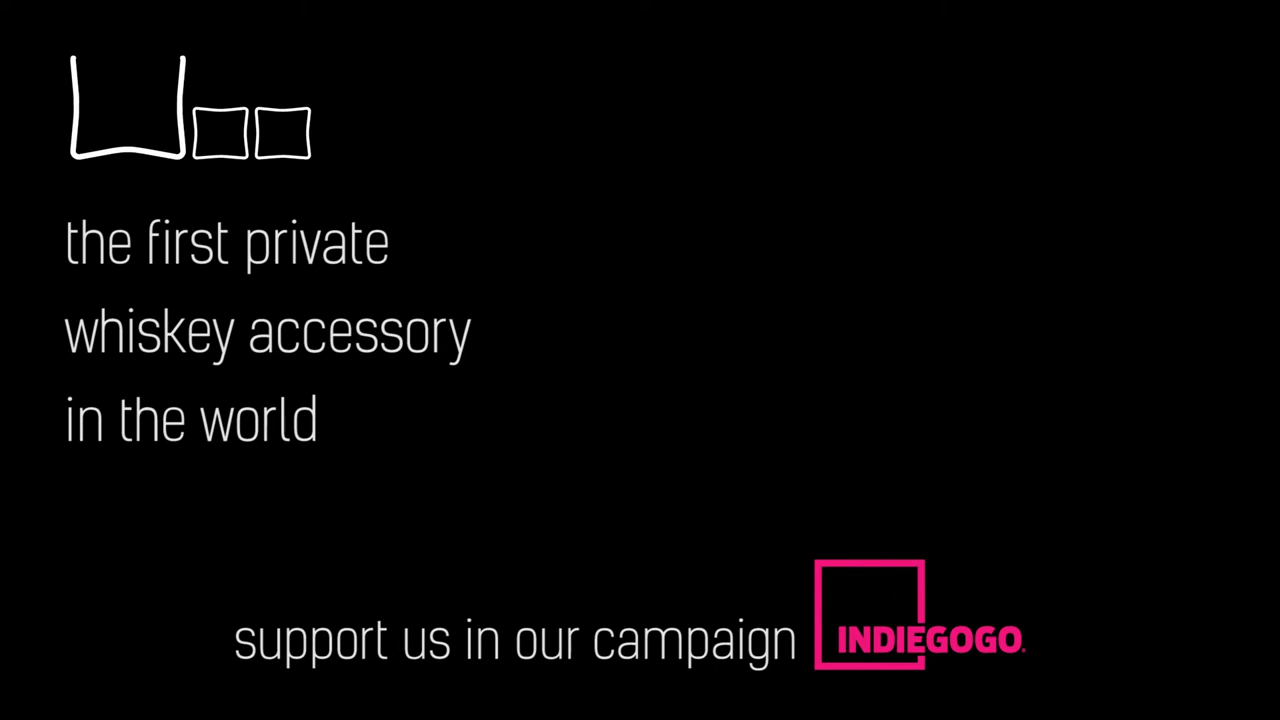 the first private
whiskey accessory
in the world
support us in our campaign INDIEGOGO.